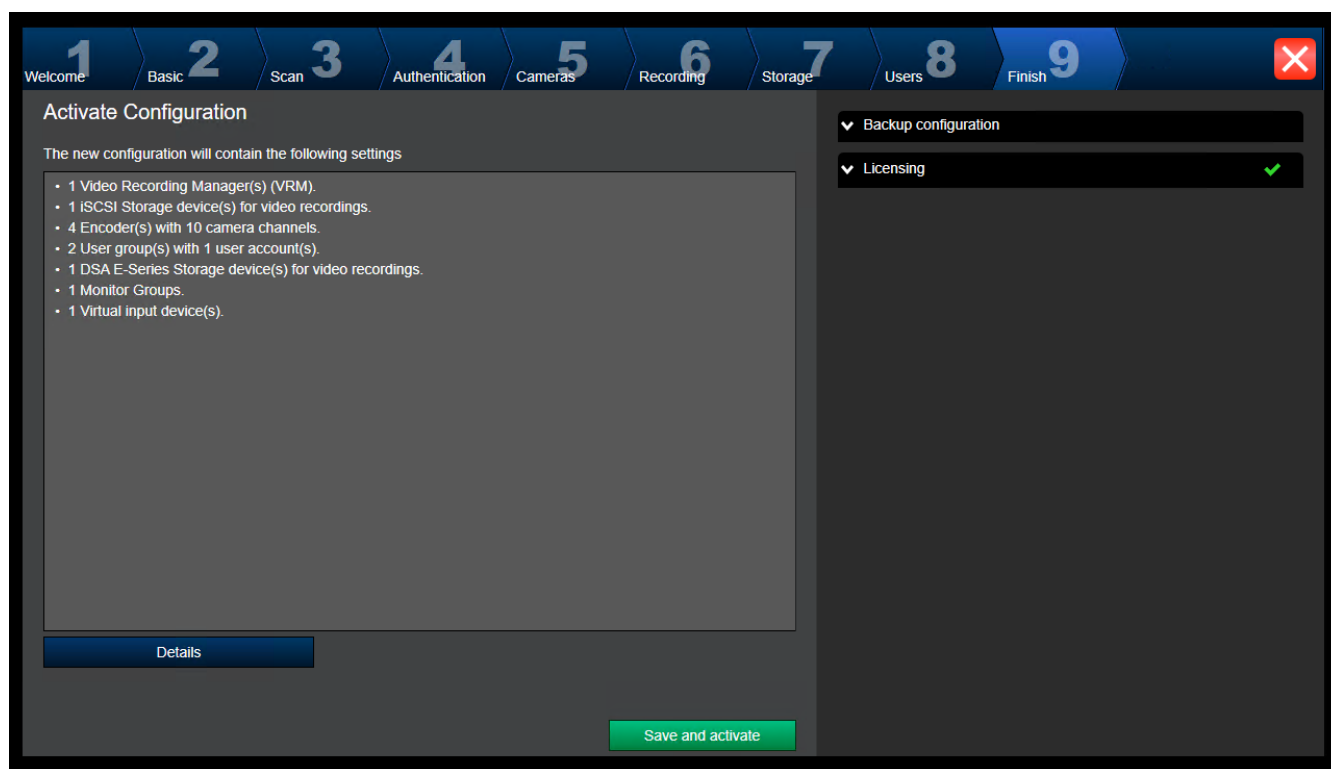 1 Welcome
2 Basic
3 Scan
4 Authentication
5 Cameras
6 Recording
7 Storage
8 Users
9 Finish
Activate Configuration
The new configuration will contain the following settings
• 1 Video Recording Manager(s) (VRM).
• 1 iSCSI Storage device(s) for video recordings.
• 4 Encoder(s) with 10 camera channels.
• 2 User group(s) with 1 user account(s).
• 1 DSA E-Series Storage device(s) for video recordings.
• 1 Monitor Groups.
• 1 Virtual input device(s).
Details
Save and activate
Backup configuration
Licensing